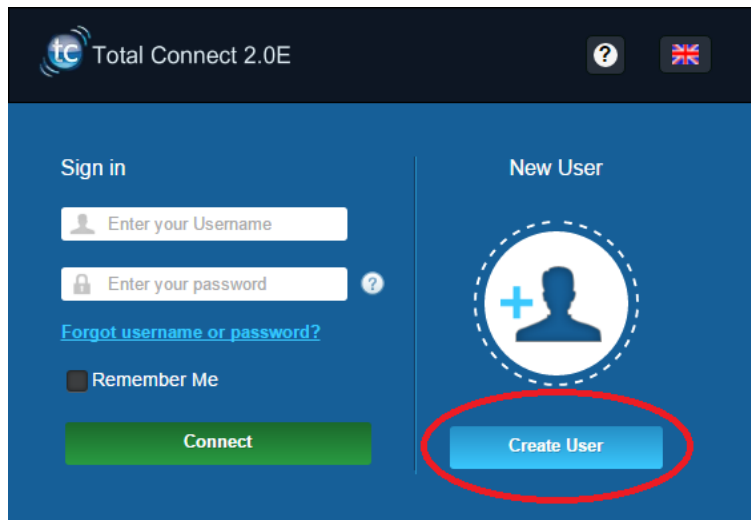 tc Total Connect 2.0E ?
Sign in
Enter your Username
Enter your password ?
Forgot username or password?
Remember Me
Connect
New User
Create User